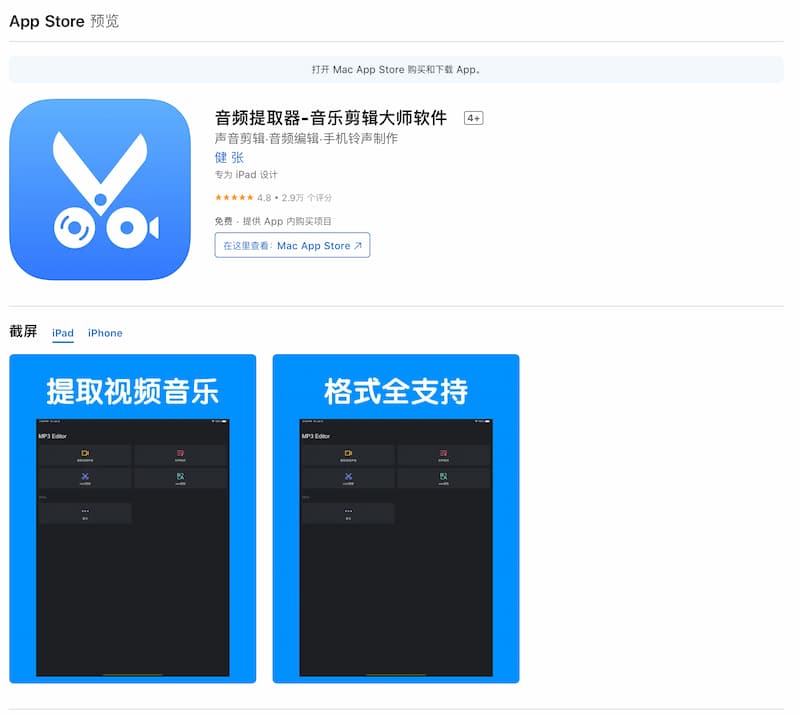 App Store 预览
打开 Mac App Store 购买和下载 App。
音频提取器-音乐剪辑大师软件 4+
声音剪辑·音频编辑·手机铃声制作
健 张
专为 iPad 设计
★★★★★ 4.8 • 2.9万 个评分
免费 · 提供 App 内购买项目
在这里查看: Mac App Store ↗
截屏 iPad iPhone
提取视频音乐
MP3 Editor
格式全支持
MP3 Editor